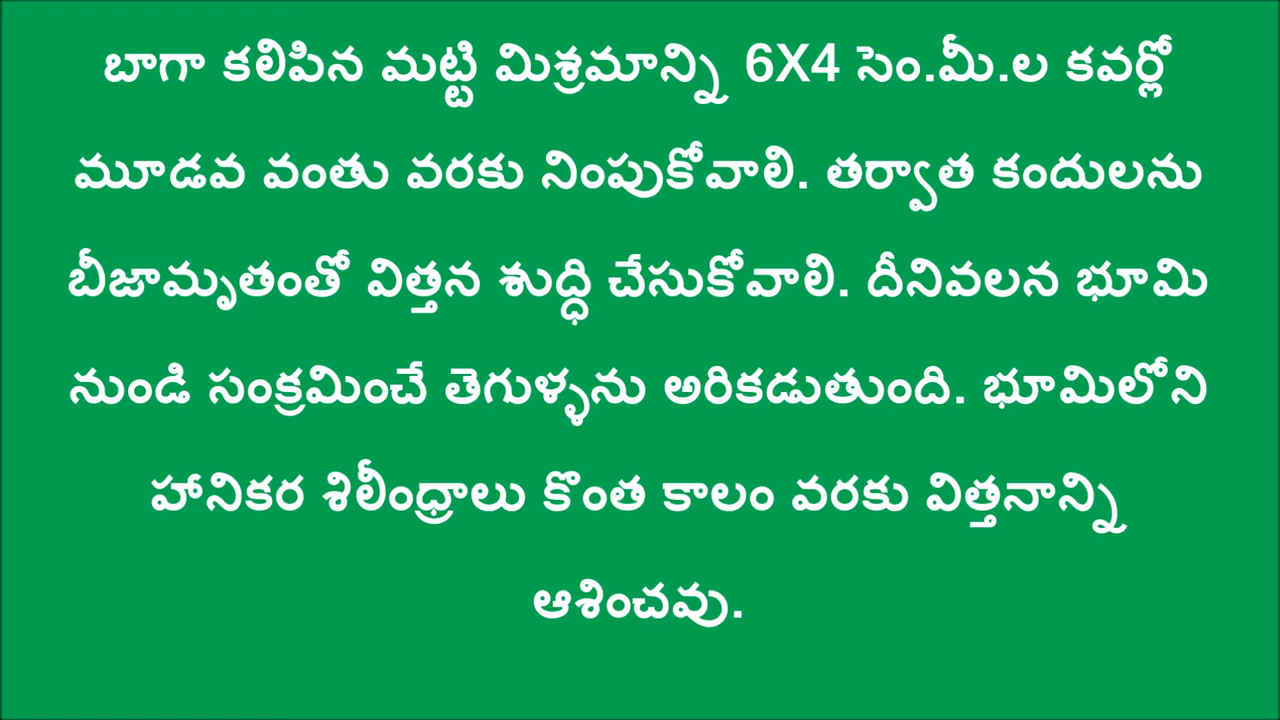 బాగా కలిపిన మట్టి మిశ్రమాన్ని 6X4 సెం.మీ.ల కవర్లో
మూడవ వంతు వరకు నింపుకోవాలి. తర్వాత కందులను
బీజామృతంతో విత్తన శుద్ధి చేసుకోవాలి. దీనివలన భూమి
నుండి సంక్రమించే తెగుళ్ళను అరికడుతుంది. భూమిలోని
హానికర శిలీంధ్రాలు కొంత కాలం వరకు విత్తనాన్ని
ఆశించవు.